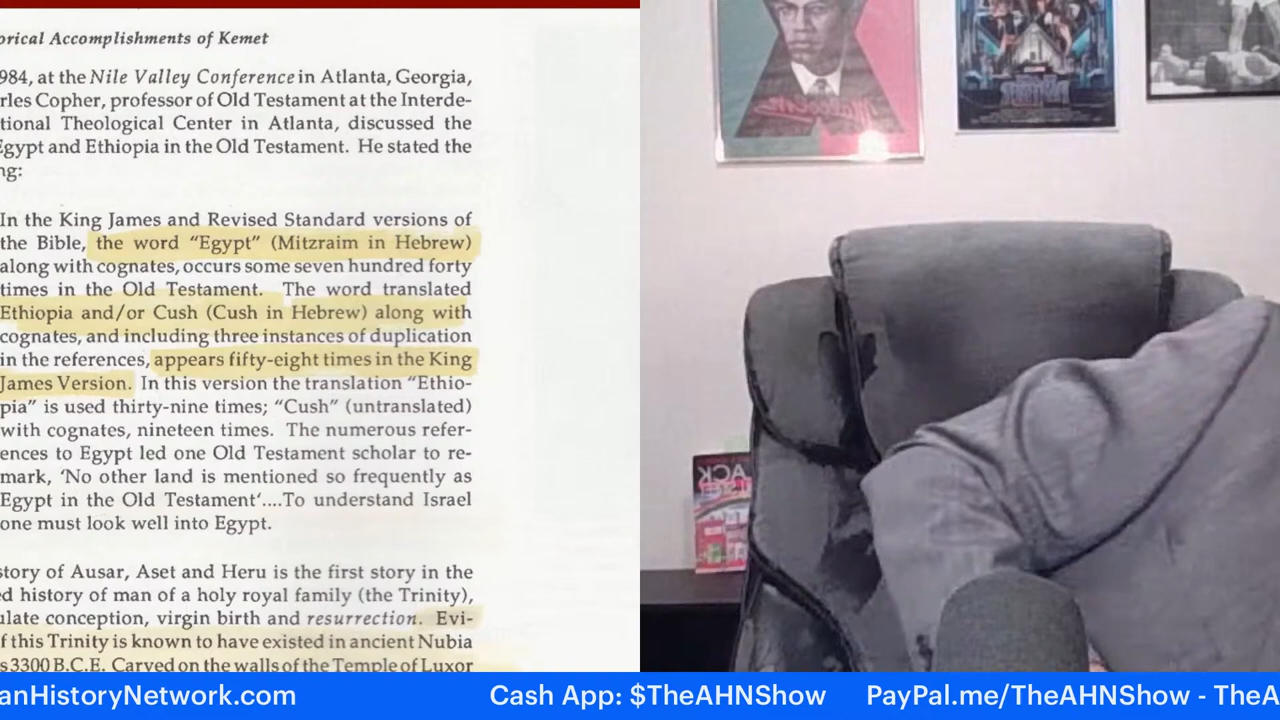 orical Accomplishments of Kemet
984, at the Nile Valley Conference in Atlanta, Georgia,
rles Copher, professor of Old Testament at the Interde-
tional Theological Center in Atlanta, discussed the
Egypt and Ethiopia in the Old Testament. He stated the
ng:
In the King James and Revised Standard versions of
the Bible, the word "Egypt" (Mitzraim in Hebrew)
along with cognates, occurs some seven hundred forty
times in the Old Testament. The word translated
Ethiopia and/or Cush (Cush in Hebrew) along with
cognates, and including three instances of duplication
in the references, appears fifty-eight times in the King
James Version. In this version the translation "Ethio-
pia" is used thirty-nine times; "Cush" (untranslated)
with cognates, nineteen times. The numerous refer-
ences to Egypt led one Old Testament scholar to re-
mark, 'No other land is mentioned so frequently as
Egypt in the Old Testament'....To understand Israel
one must look well into Egypt.
story of Ausar, Aset and Heru is the first story in the
ed history of man of a holy royal family (the Trinity),
ulate conception, virgin birth and resurrection. Evi-
f this Trinity is known to have existed in ancient Nubia
s 3300 B.C.E. Carved on the walls of the Temple of Luxor
anHistoryNetwork.com
Cash App: $TheAHNShow
PayPal.me/TheAHNShow - TheA